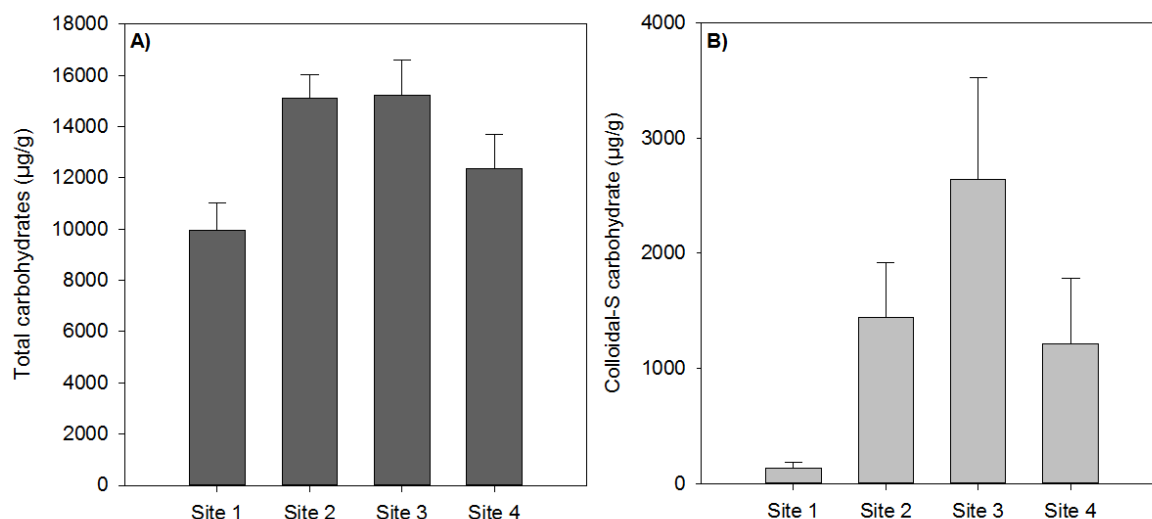 A)
Total carbohydrates (µg/g)
18000
16000
14000
12000
10000
8000
6000
4000
2000
0
Site 1 Site 2 Site 3 Site 4
B)
Colloidal-S carbohydrate (µg/g)
4000
3000
2000
1000
0
Site 1 Site 2 Site 3 Site 4